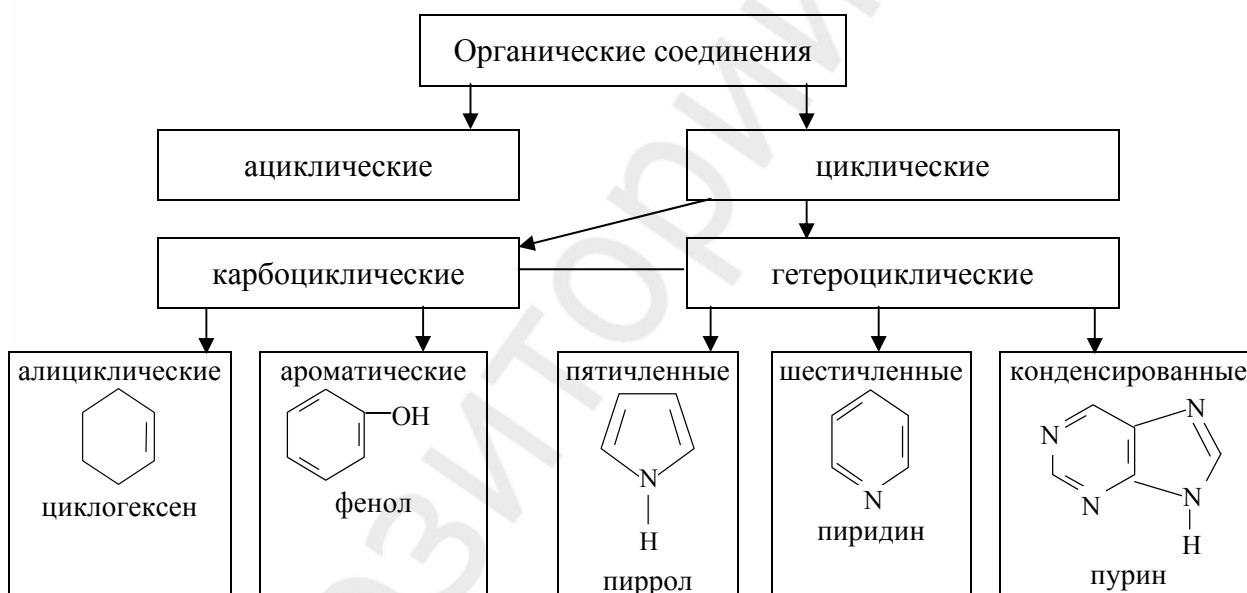 Органические соединения
ациклические
циклические
карбоциклические
гетероциклические
алициклические
циклогексен
ароматические
OH
фенол
пятичленные
N
H
пиррол
шестичленные
N
пиридин
конденсированные
N
N
N
N
H
пурин